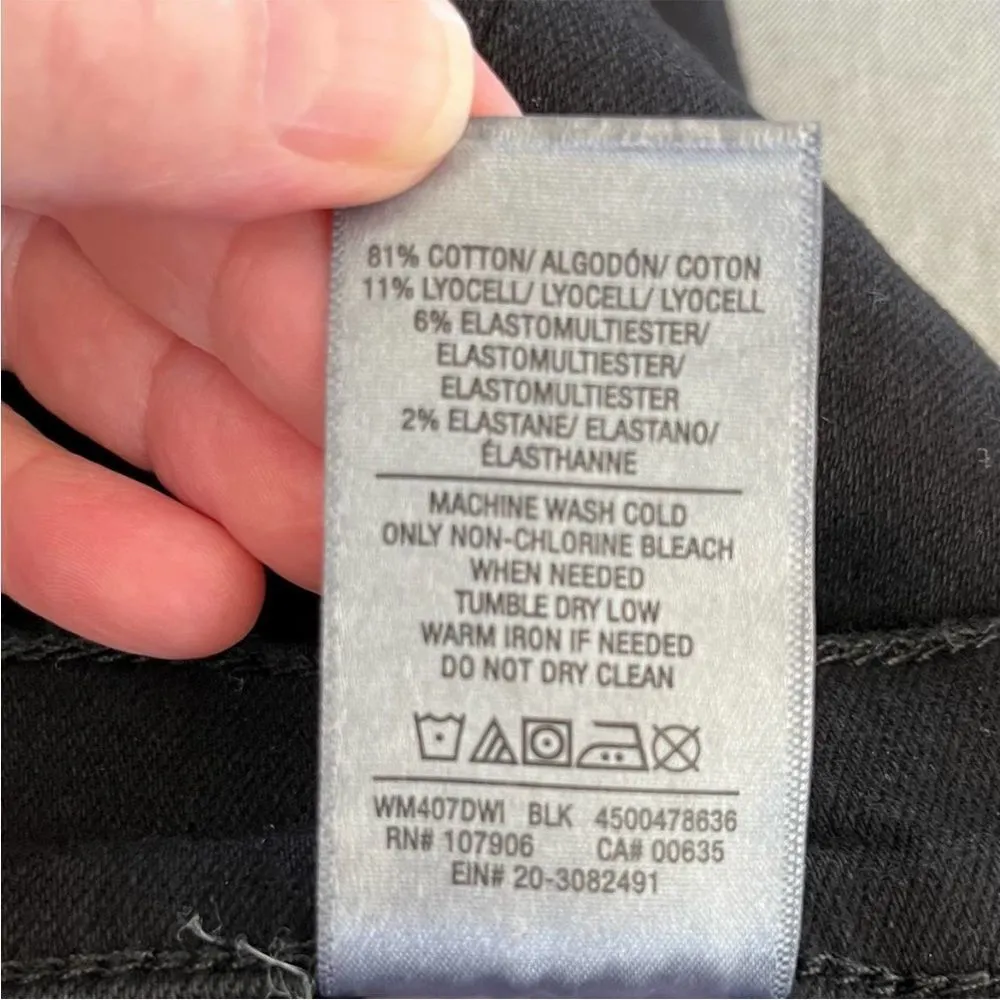 81% COTTON/ ALGODÓN/ COTON
11% LYOCELL/ LYOCELL/ LYOCELL
6% ELASTOMULTIESTER/
ELASTOMULTIESTER/
ELASTOMULTIESTER
2% ELASTANE/ ELASTANO/
ÉLASTHANNE
MACHINE WASH COLD
ONLY NON-CHLORINE BLEACH
WHEN NEEDED
TUMBLE DRY LOW
WARM IRON IF NEEDED
DO NOT DRY CLEAN
WM407DWI BLK 4500478636
RN# 107906 CA# 00635
EIN# 20-3082491